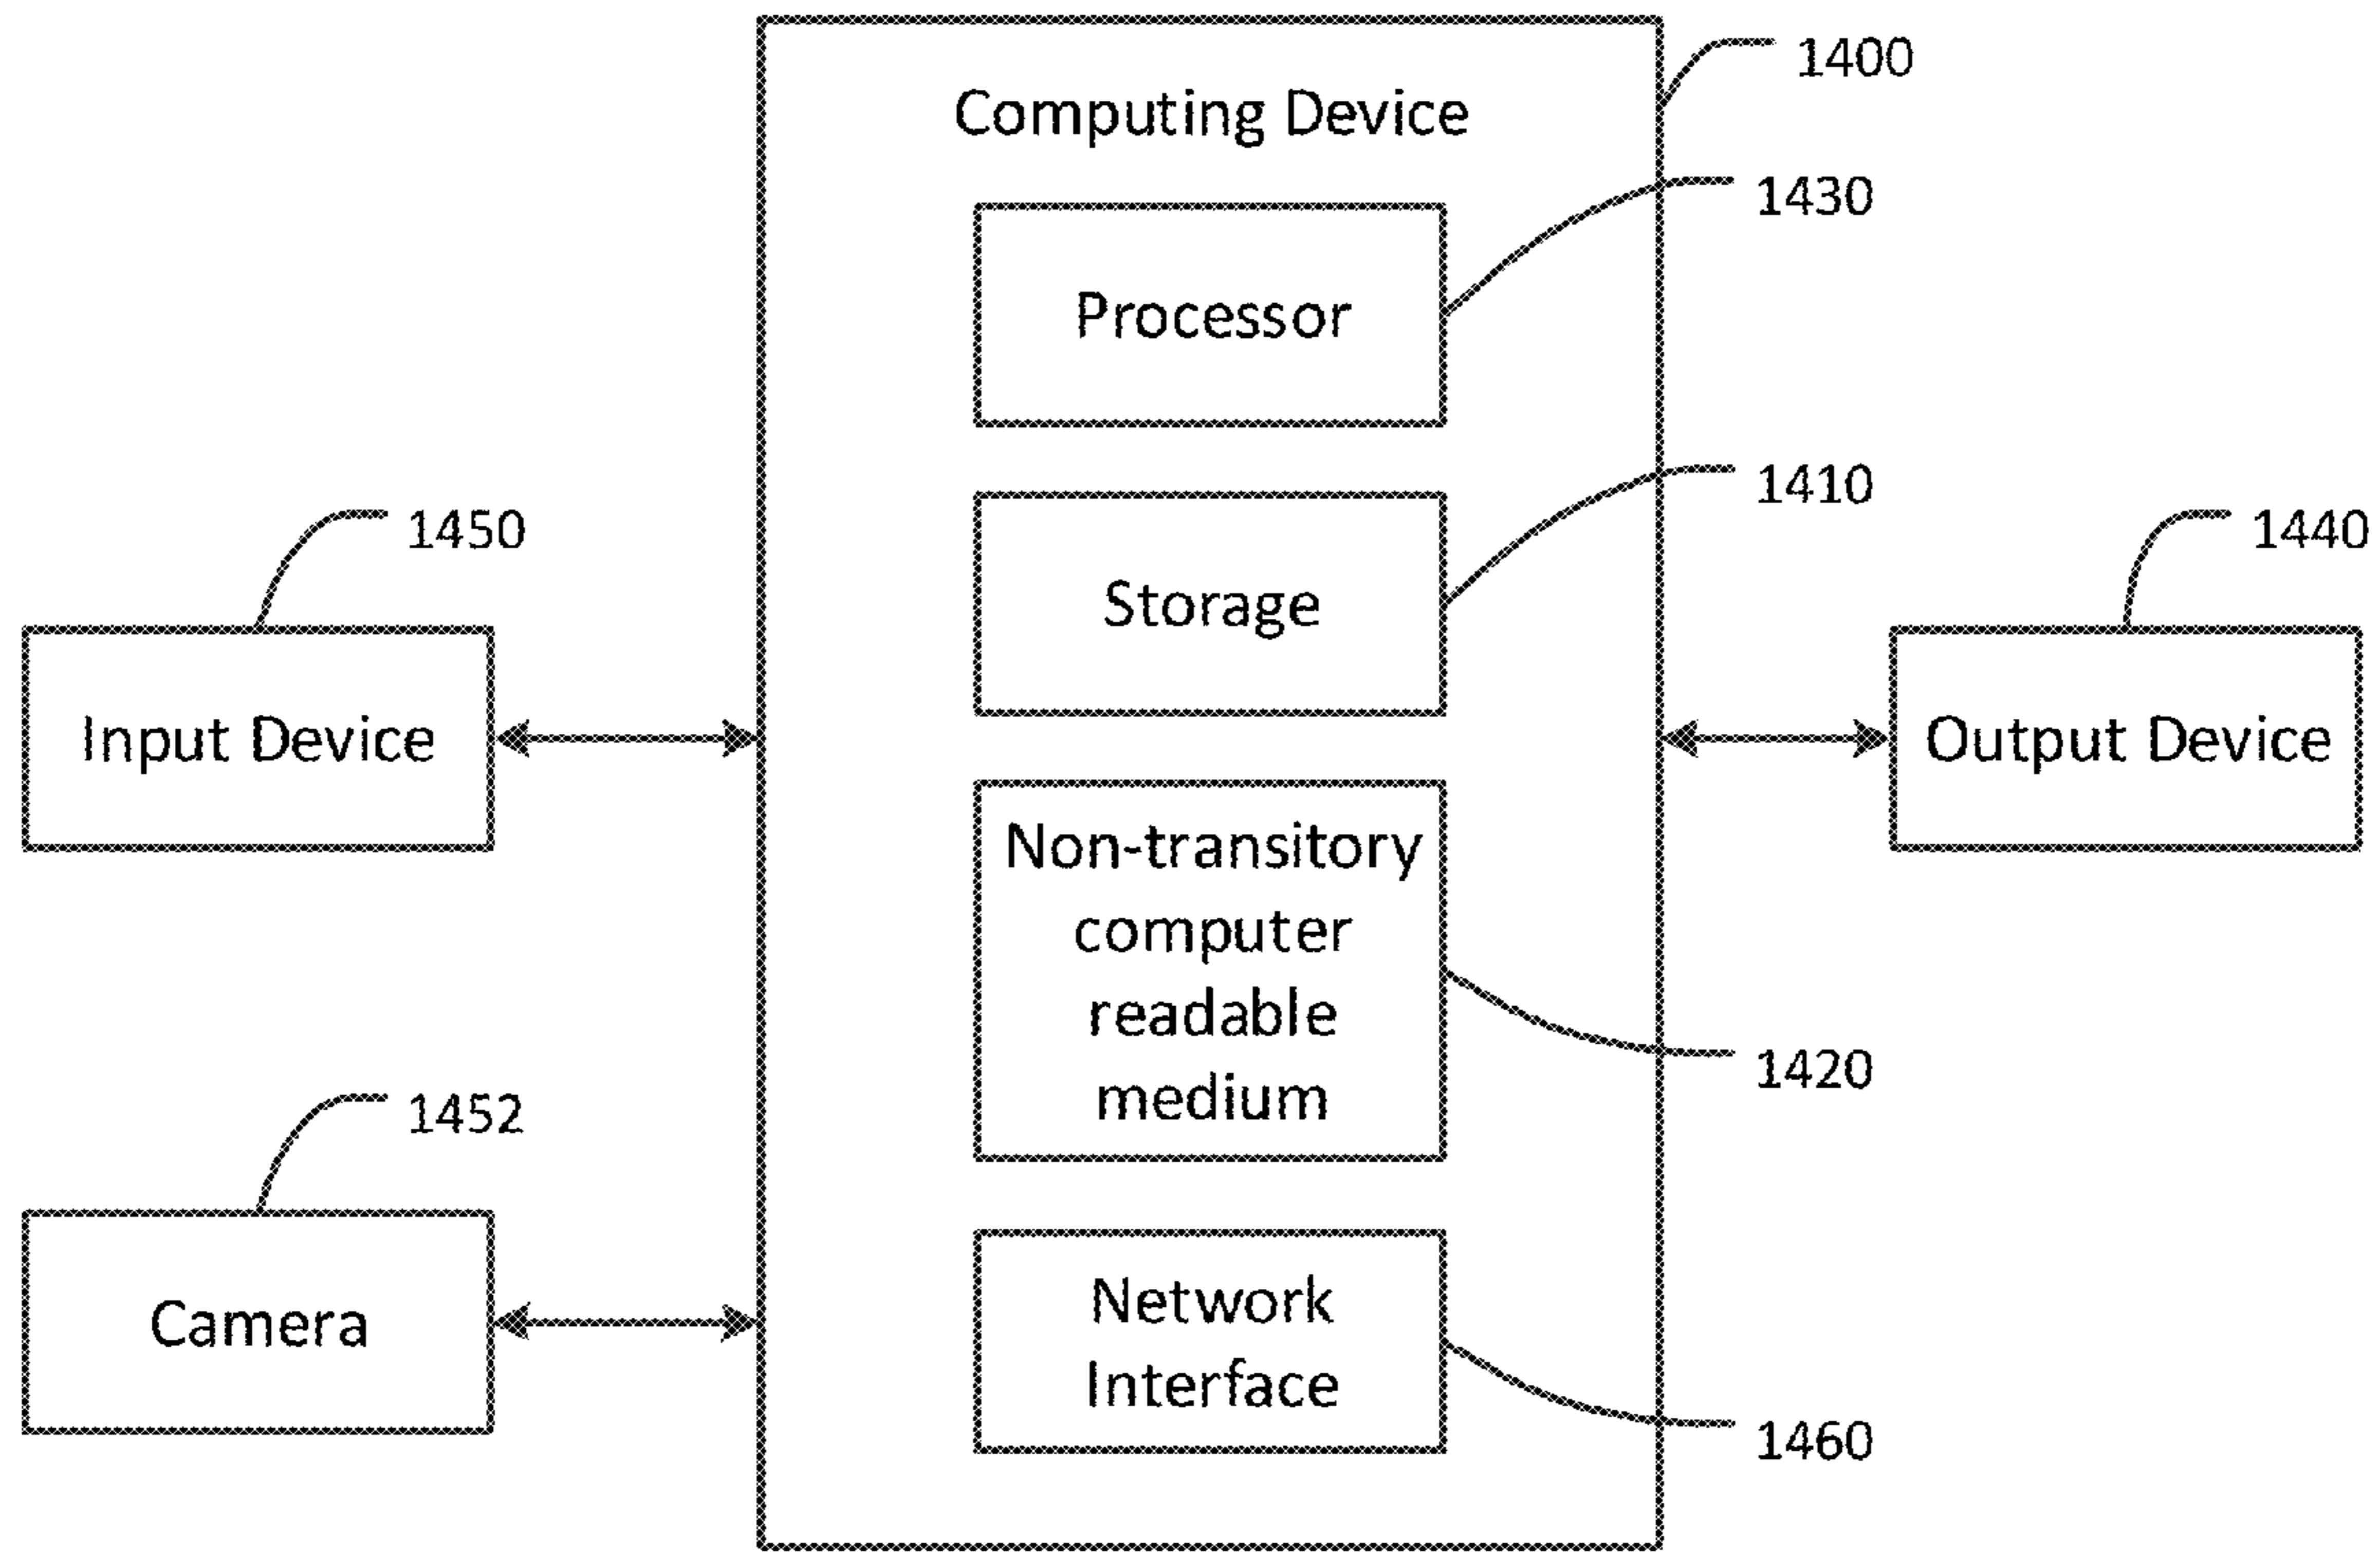 1400
Computing Device
1430
Processor
1410
Storage
1450
1440
Input Device
Output Device
Non-transitory
computer
readable
medium
1420
1452
Camera
Network
Interface
1460